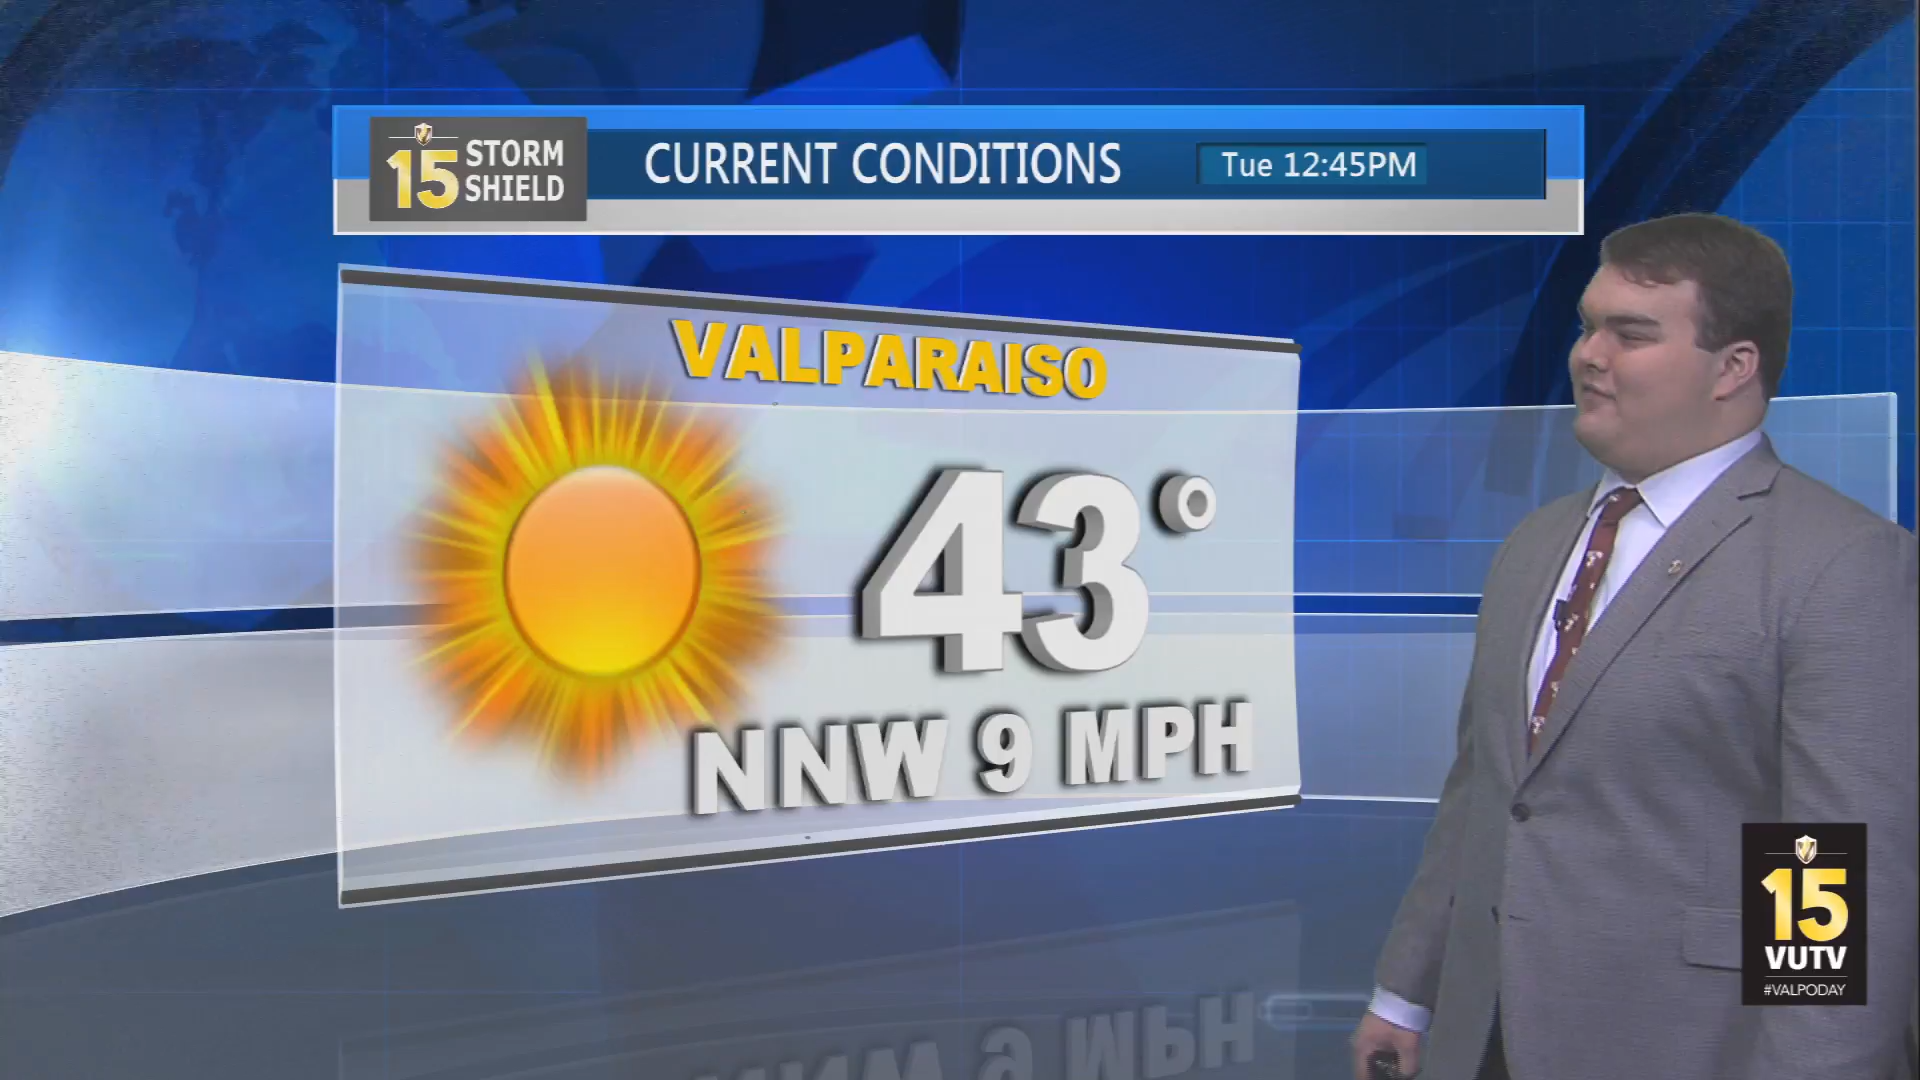 15 STORM SHIELD
CURRENT CONDITIONS
Tue 12:45PM
VALPARAISO
43°
NNW 9 MPH
15
VUTV
#VALPODAY